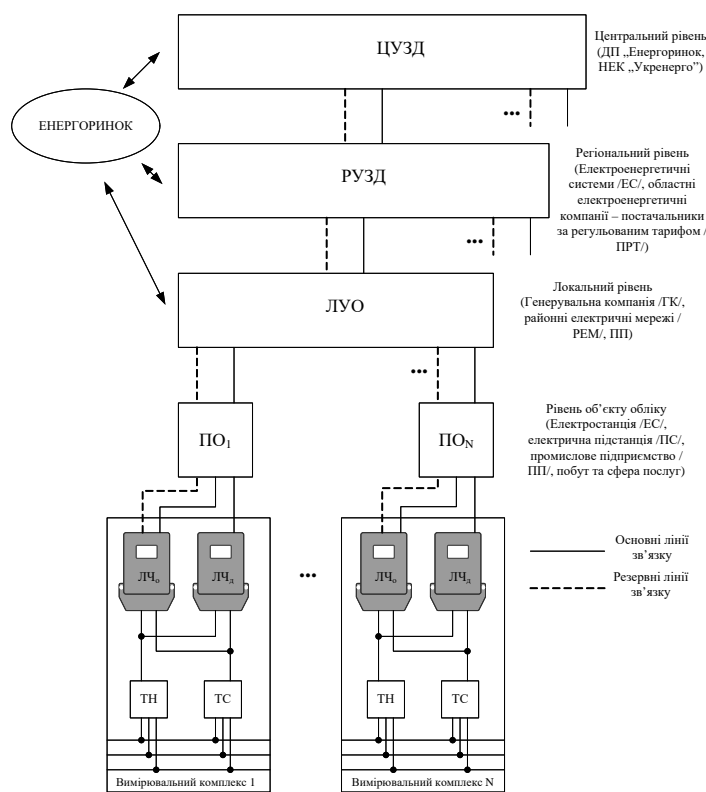 ЦУЗД
Центральний рівень
(ДП „Енергоринок,
НЕК „Укренерго”)
ЕНЕРГОРИНОК
...
РУЗД
Регіональний рівень
(Електроенергетичні
системи /ЕС/, обласні
електроенергетичні
компанії – постачальники
за регульованим тарифом /
ПРТ/)
...
ЛУО
Локальний рівень
(Генерувальна компанія /ГК/,
районні електричні мережі /
РЕМ/, ПП)
...
ПО1
ПОN
Рівень об’єкту обліку
(Електростанція /ЕС/,
електрична підстанція /ПС/,
промислове підприємство /
ПП/, побут та сфера послуг)
ЛЧо
ЛЧд
...
ЛЧо
ЛЧд
Основні лінії
зв’язку
Резервні лінії
зв’язку
ТН
ТС
ТН
ТС
Вимірювальний комплекс 1
Вимірювальний комплекс N